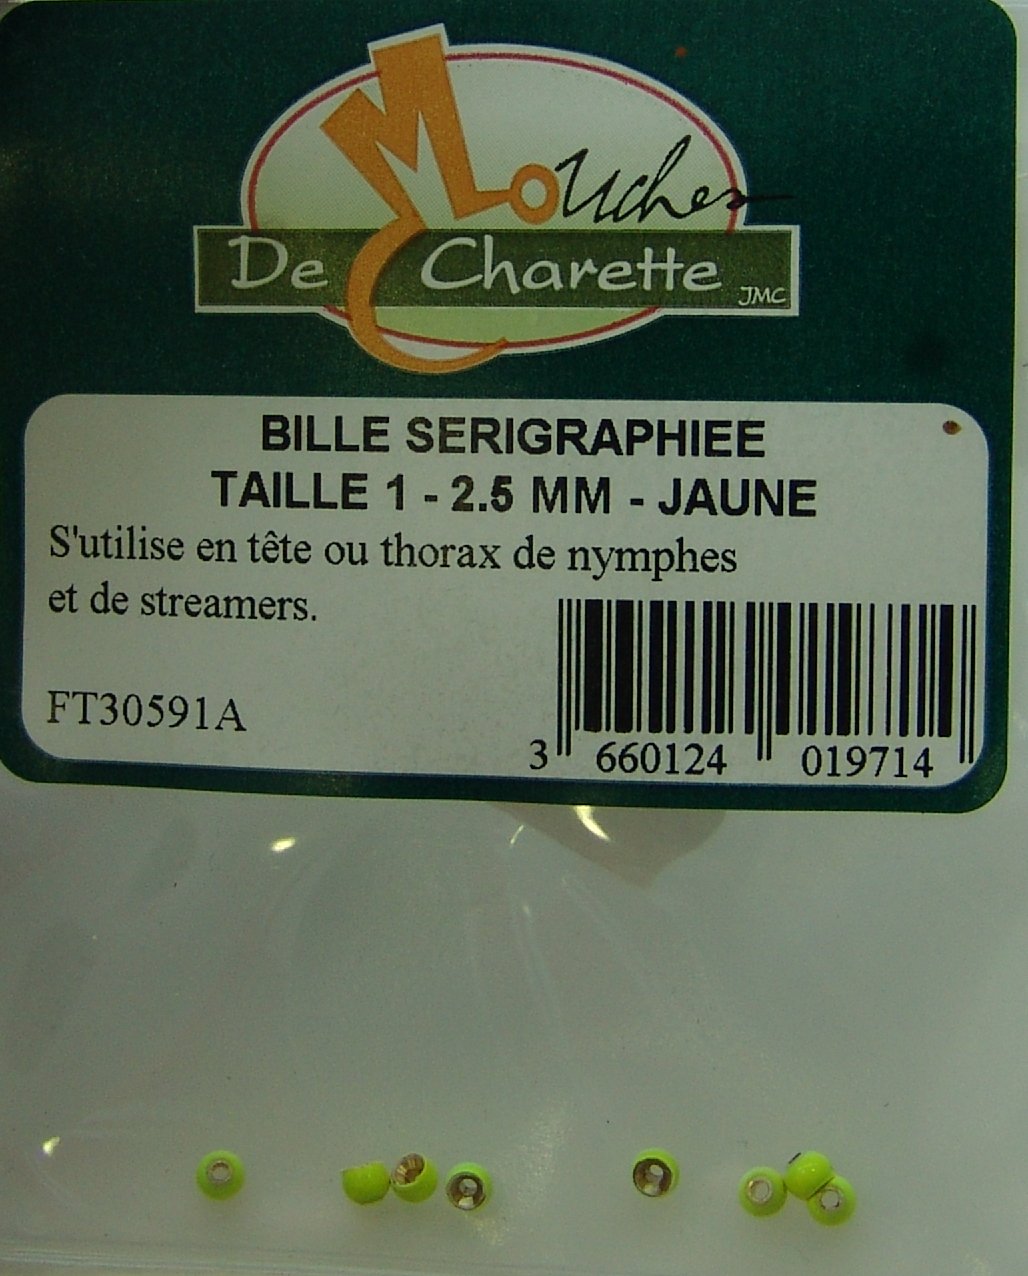 Mouches
De Charette
JMC
BILLE SERIGRAPHIEE
TAILLE 1 - 2.5 MM - JAUNE
S'utilise en tête ou thorax de nymphes
et de streamers.
FT30591A
3 660124 019714